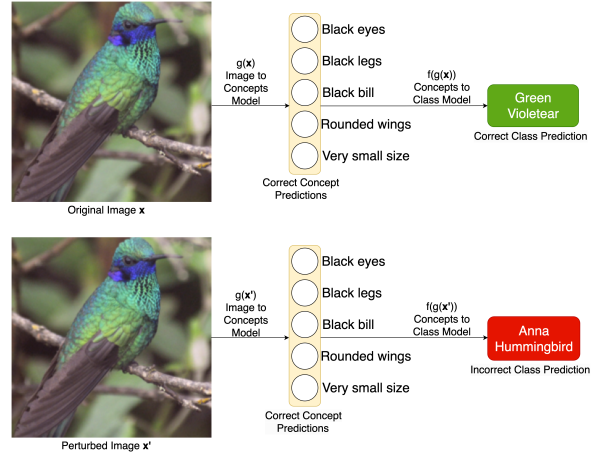 g(x)
Image to
Concepts
Model
Black eyes
Black legs
Black bill
Rounded wings
Very small size
f(g(x))
Concepts to
Class Model
Green
Violetear
Correct Class Prediction
Correct Concept
Predictions
Original Image x
g(x')
Image to
Concepts
Model
Black eyes
Black legs
Black bill
Rounded wings
Very small size
f(g(x'))
Concepts to
Class Model
Anna
Hummingbird
Incorrect Class Prediction
Correct Concept
Predictions
Perturbed Image x'